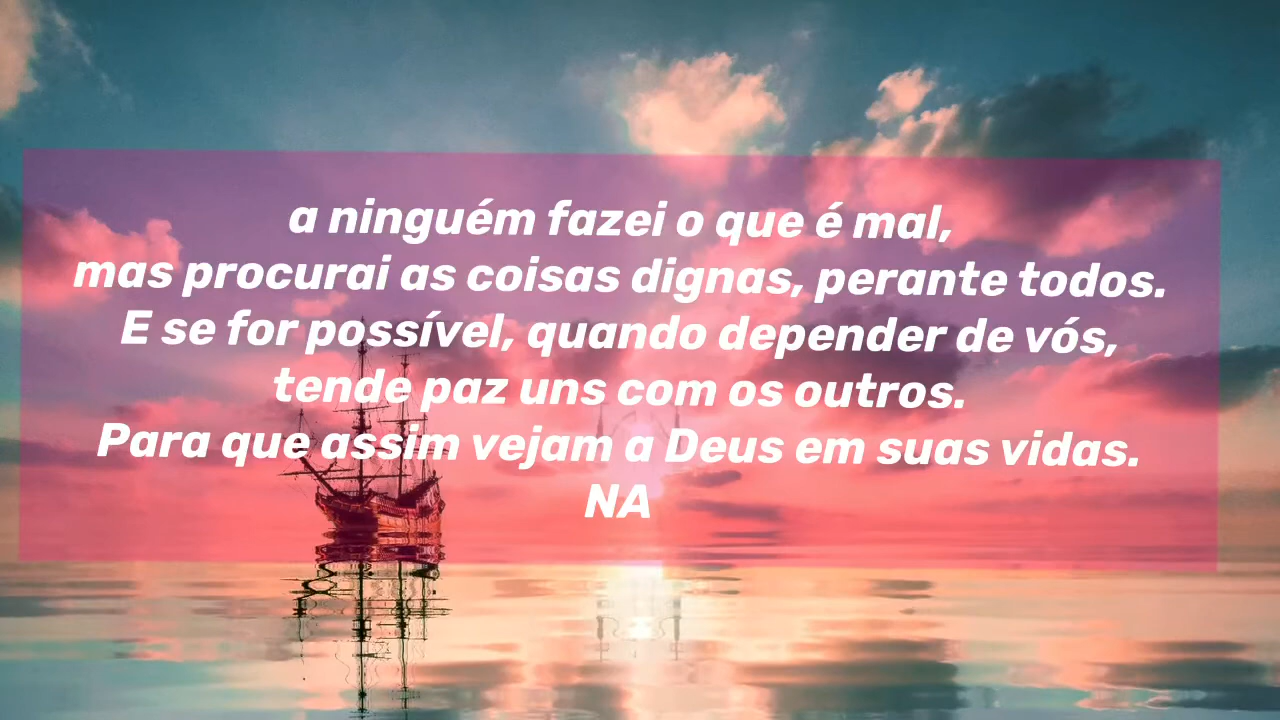 a ninguém fazei o que é mal,
mas procurai as coisas dignas, perante todos.
E se for possível, quando depender de vós,
tende paz uns com os outros.
Para que assim vejam a Deus em suas vidas.
NA